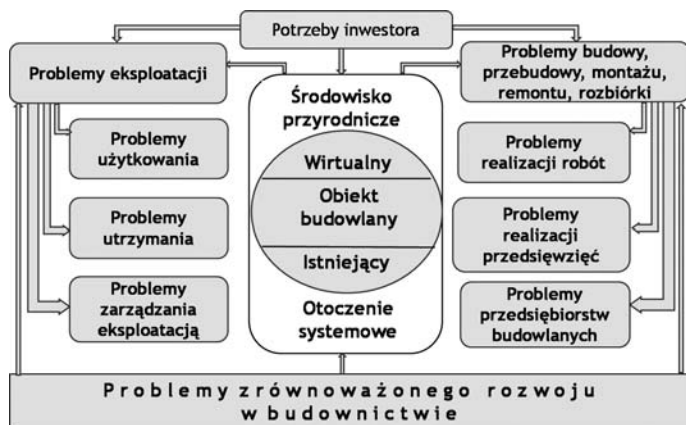 Potrzeby inwestora
Problemy eksploatacji
Problemy budowy,
przebudowy, montażu,
remontu, rozbiórki
Środowisko
przyrodnicze
Problemy
użytkowania
Problemy
utrzymania
Problemy
zarządzania
eksploatacją
Wirtualny
Obiekt
budowlany
Istniejący
Otoczenie
systemowe
Problemy
realizacji robót
Problemy
realizacji
przedsięwzięć
Problemy
przedsiębiorstw
budowlanych
Problemy zrównoważonego rozwoju
w budownictwie